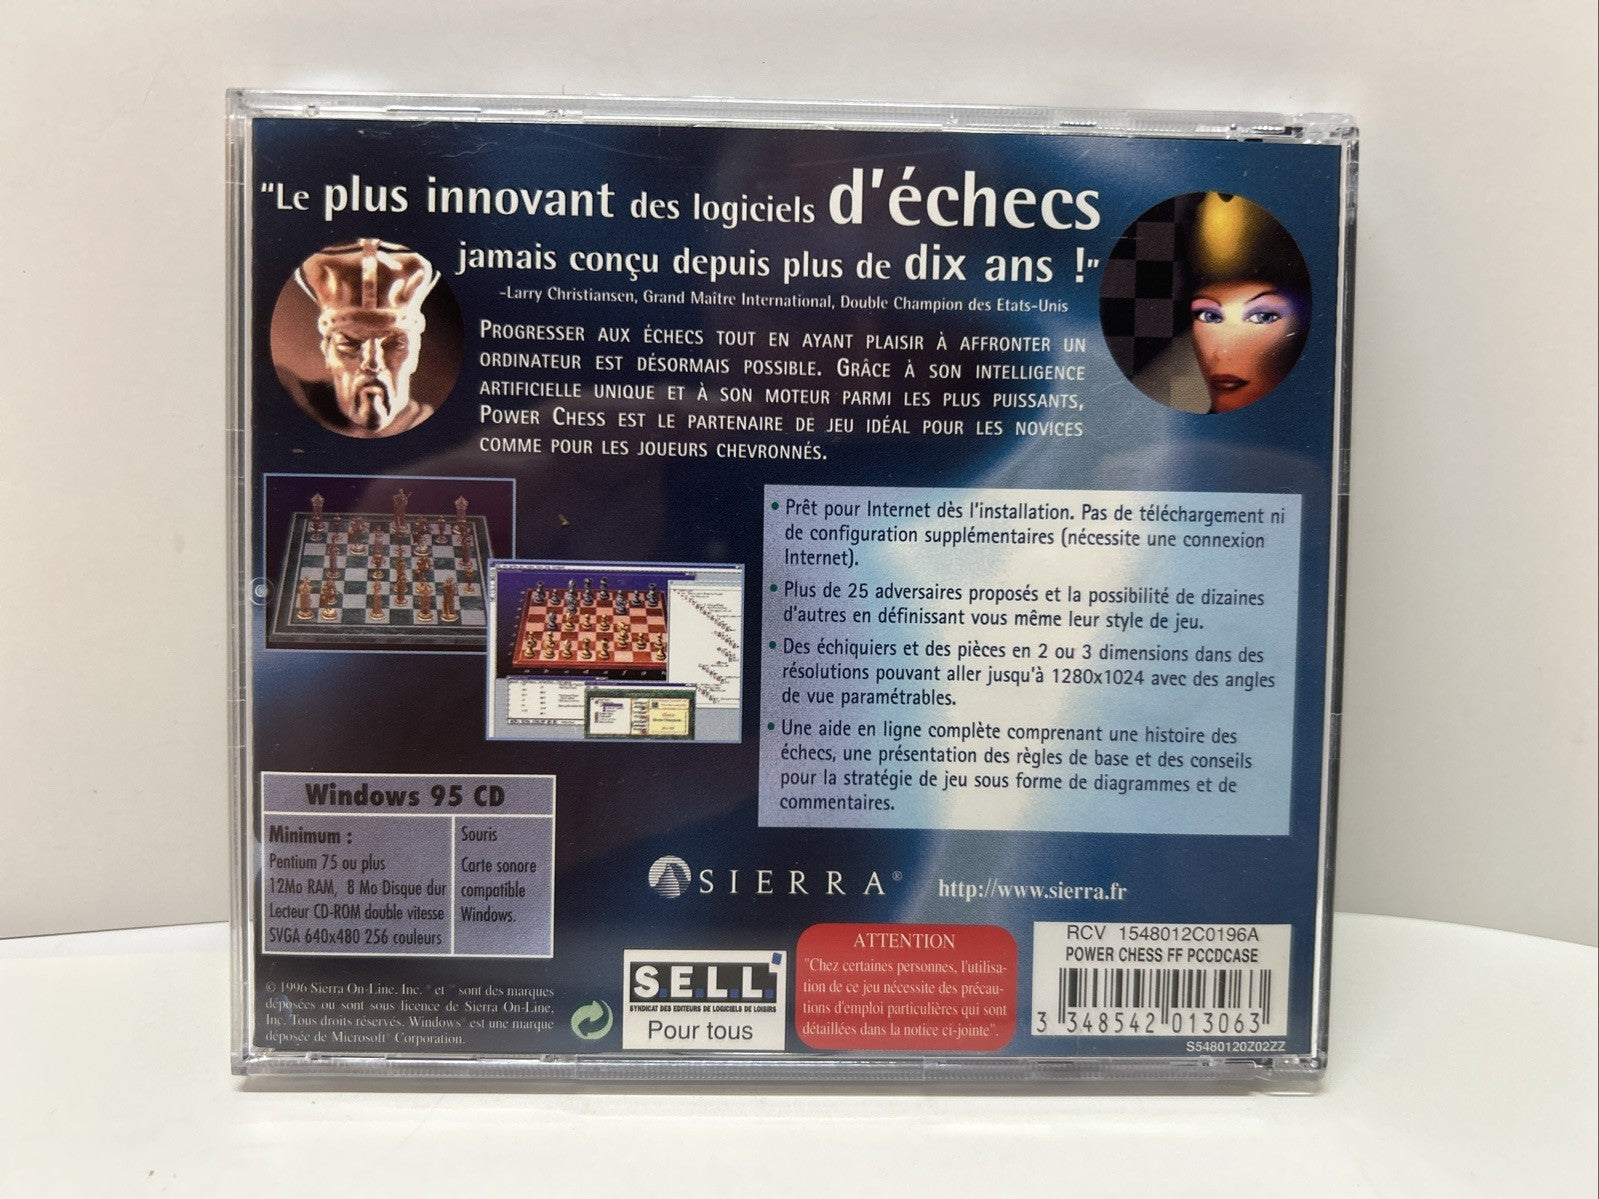 "Le plus innovant des logiciels d'échecs
jamais conçu depuis plus de dix ans !"
-Larry Christiansen, Grand Maître International, Double Champion des Etats-Unis
PROGRESSER AUX ÉCHECS TOUT EN AYANT PLAISIR À AFFRONTER UN
ORDINATEUR EST DÉSORMAIS POSSIBLE. GRÂCE À SON INTELLIGENCE
ARTIFICIELLE UNIQUE ET À SON MOTEUR PARMI LES PLUS PUISSANTS,
POWER CHESS EST LE PARTENAIRE DE JEU IDÉAL POUR LES NOVICES
COMME POUR LES JOUEURS CHEVRONNÉS.
• Prêt pour Internet dès l'installation. Pas de téléchargement ni
de configuration supplémentaires (nécessite une connexion
Internet).
• Plus de 25 adversaires proposés et la possibilité de dizaines
d'autres en définissant vous même leur style de jeu.
• Des échiquiers et des pièces en 2 ou 3 dimensions dans des
résolutions pouvant aller jusqu'à 1280x1024 avec des angles
de vue paramétrables.
• Une aide en ligne complète comprenant une histoire des
échecs, une présentation des règles de base et des conseils
pour la stratégie de jeu sous forme de diagrammes et de
commentaires.
Windows 95 CD
Minimum :
Pentium 75 ou plus
12Mo RAM, 8 Mo Disque dur
Lecteur CD-ROM double vitesse
SVGA 640x480 256 couleurs
Souris
Carte sonore
compatible
Windows.
SIERRA®
http://www.sierra.fr
© 1996 Sierra On-Line, Inc. ® et ™ sont des marques
déposées ou sont sous licence de Sierra On-Line,
Inc. Tous droits réservés. Windows® est une marque
déposée de Microsoft® Corporation.
S.E.L.L.
SYNDICAT DES EDITEURS DE LOGICIELS DE LOISIRS
Pour tous
ATTENTION
"Chez certaines personnes, l'utilisa-
tion de ce jeu nécessite des précau-
tions d'emploi particulières qui sont
détaillées dans la notice ci-jointe".
RCV 1548012C0196A
POWER CHESS FF PCCDCASE
3 348542 013063
S5480120Z02ZZ